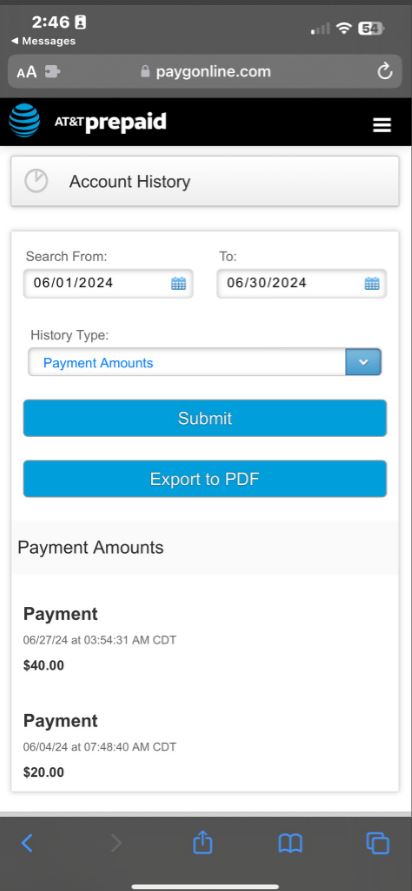 2:46
54
Messages
AA
paygonline.com
AT&T prepaid
Account History
Search From:
To:
06/01/2024
06/30/2024
History Type:
Payment Amounts
Submit
Export to PDF
Payment Amounts
Payment
06/27/24 at 03:54:31 AM CDT
$40.00
Payment
06/04/24 at 07:48:40 AM CDT
$20.00